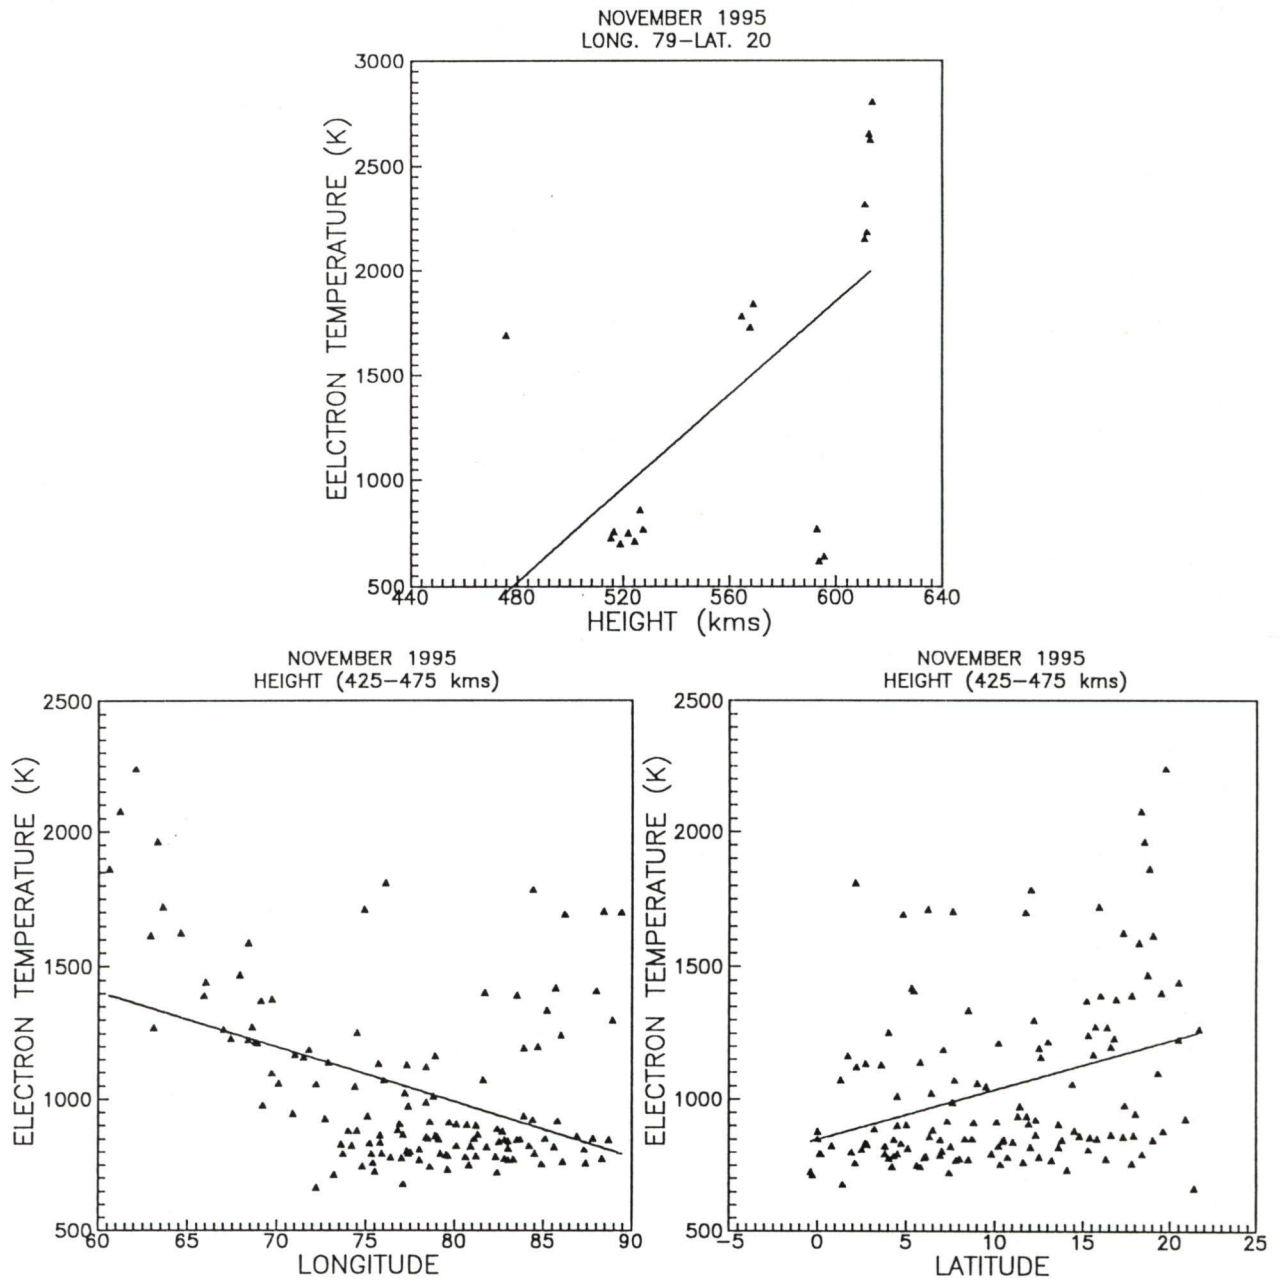 NOVEMBER 1995
LONG. 79-LAT. 20
3000
2500
2000
1500
1000
500
EELCTRON TEMPERATURE (K)
440 480 520 560 600 640
HEIGHT (kms)
NOVEMBER 1995
HEIGHT (425-475 kms)
2500
2000
1500
1000
500
ELECTRON TEMPERATURE (K)
60 65 70 75 80 85 90
LONGITUDE
NOVEMBER 1995
HEIGHT (425-475 kms)
2500
2000
1500
1000
500
ELECTRON TEMPERATURE (K)
-5 0 5 10 15 20 25
LATITUDE